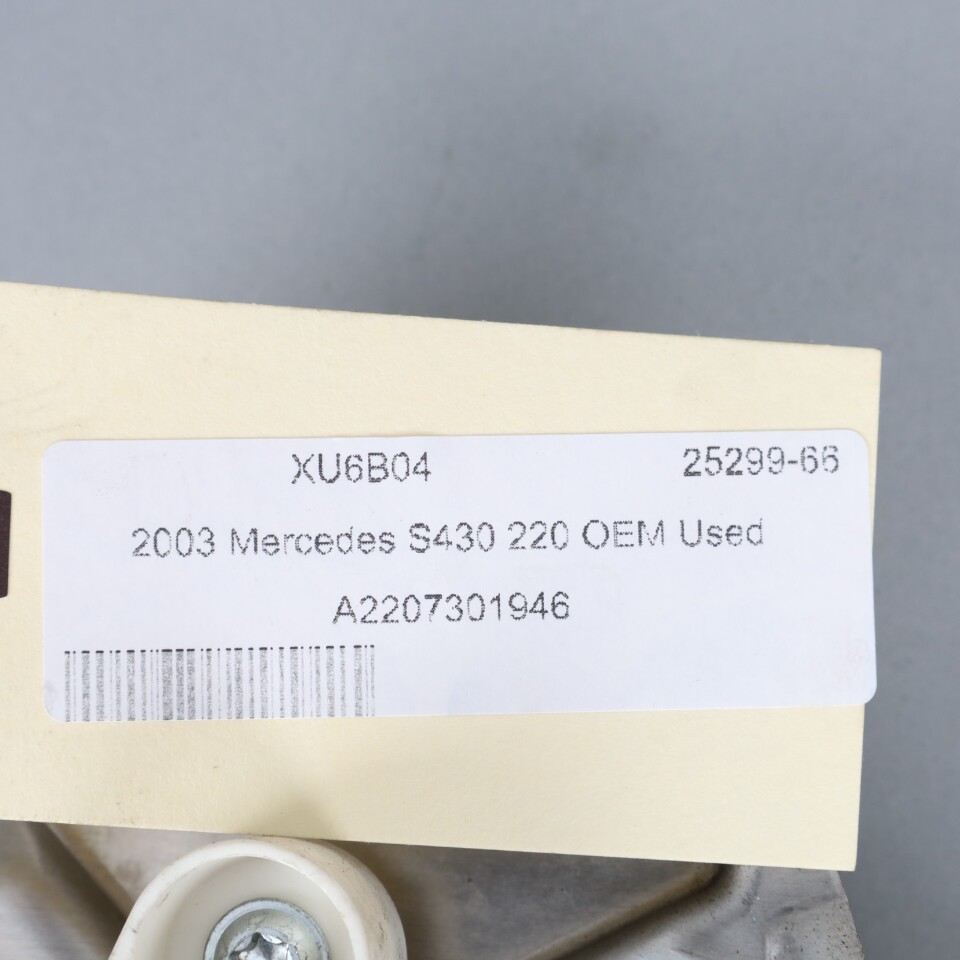 XU6B04 25299-66
2003 Mercedes S430 220 OEM Used
A2207301946